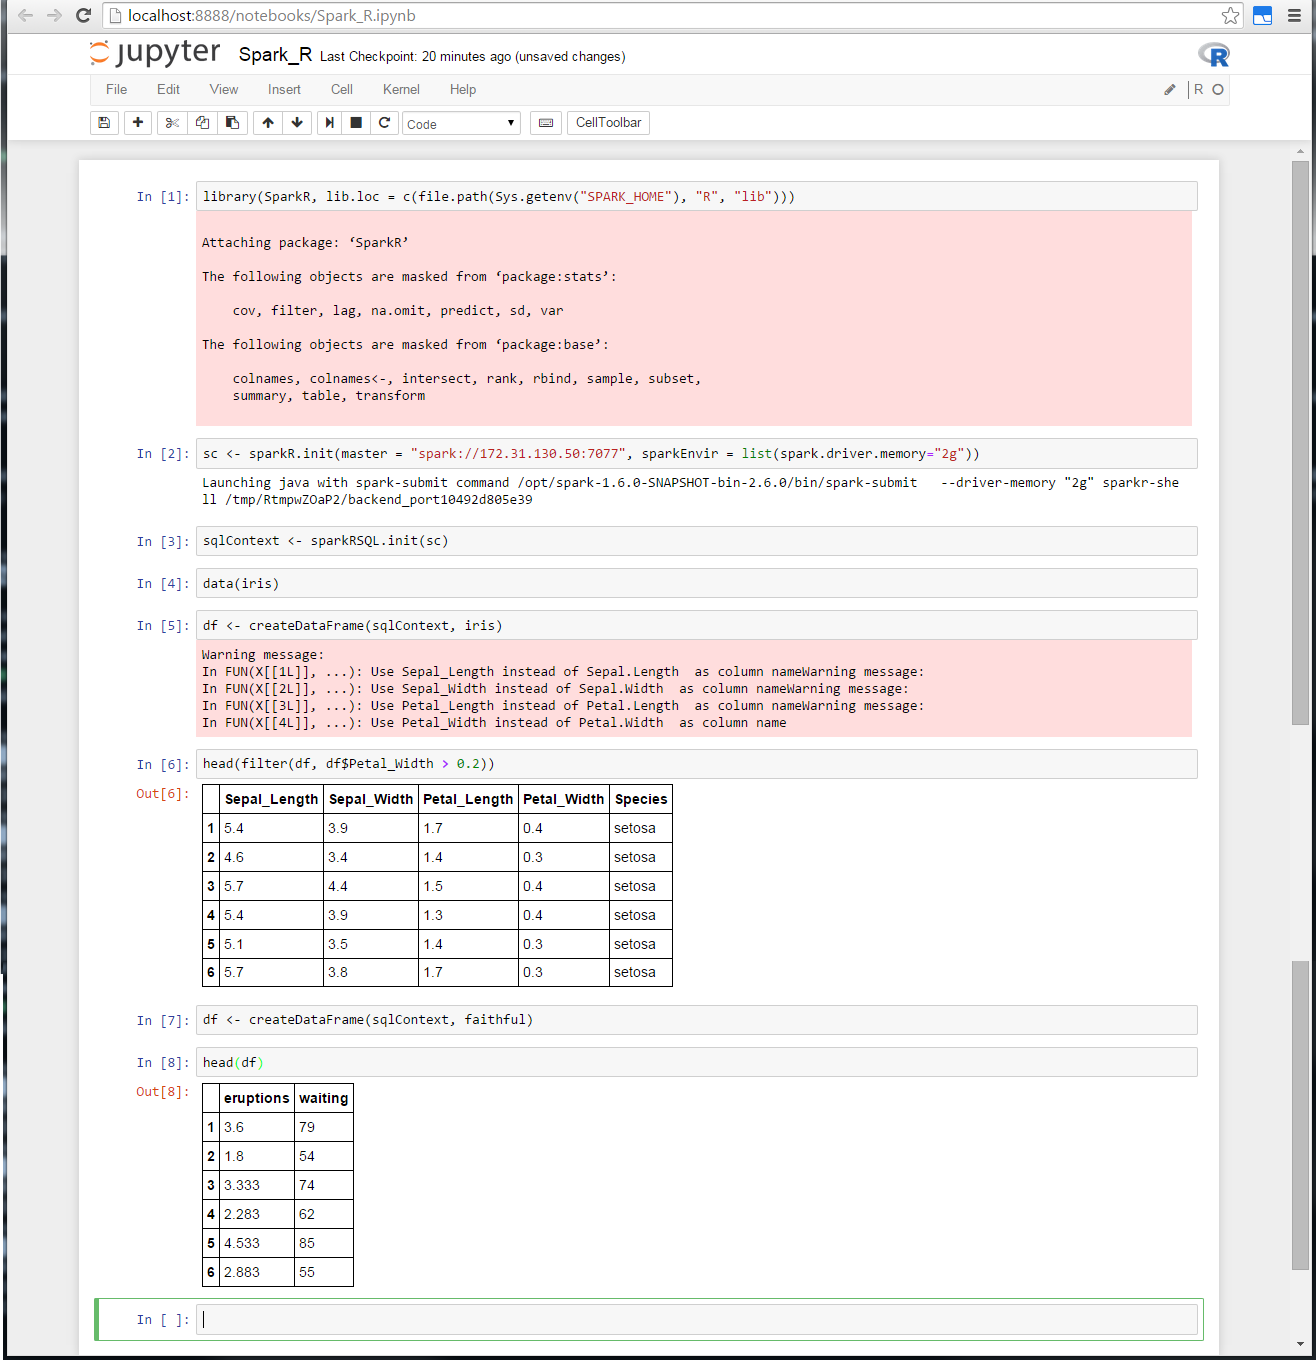 localhost:8888/notebooks/Spark_R.ipynb
jupyter Spark_R Last Checkpoint: 20 minutes ago (unsaved changes) R
File Edit View Insert Cell Kernel Help R
Code CellToolbar
In [1]: library(SparkR, lib.loc = c(file.path(Sys.getenv("SPARK_HOME"), "R", "lib")))
Attaching package: ‘SparkR’
The following objects are masked from ‘package:stats’:
cov, filter, lag, na.omit, predict, sd, var
The following objects are masked from ‘package:base’:
colnames, colnames<-, intersect, rank, rbind, sample, subset,
summary, table, transform
In [2]: sc <- sparkR.init(master = "spark://172.31.130.50:7077", sparkEnvir = list(spark.driver.memory="2g"))
Launching java with spark-submit command /opt/spark-1.6.0-SNAPSHOT-bin-2.6.0/bin/spark-submit   --driver-memory "2g" sparkr-she
ll /tmp/RtmpwZOaP2/backend_port10492d805e39
In [3]: sqlContext <- sparkRSQL.init(sc)
In [4]: data(iris)
In [5]: df <- createDataFrame(sqlContext, iris)
Warning message:
In FUN(X[[1L]], ...): Use Sepal_Length instead of Sepal.Length  as column nameWarning message:
In FUN(X[[2L]], ...): Use Sepal_Width instead of Sepal.Width  as column nameWarning message:
In FUN(X[[3L]], ...): Use Petal_Length instead of Petal.Length  as column nameWarning message:
In FUN(X[[4L]], ...): Use Petal_Width instead of Petal.Width  as column name
In [6]: head(filter(df, df$Petal_Width > 0.2))
Out[6]:
Sepal_Length Sepal_Width Petal_Length Petal_Width Species
1 5.4 3.9 1.7 0.4 setosa
2 4.6 3.4 1.4 0.3 setosa
3 5.7 4.4 1.5 0.4 setosa
4 5.4 3.9 1.3 0.4 setosa
5 5.1 3.5 1.4 0.3 setosa
6 5.7 3.8 1.7 0.3 setosa
In [7]: df <- createDataFrame(sqlContext, faithful)
In [8]: head(df)
Out[8]:
eruptions waiting
1 3.6 79
2 1.8 54
3 3.333 74
4 2.283 62
5 4.533 85
6 2.883 55
In [ ]: